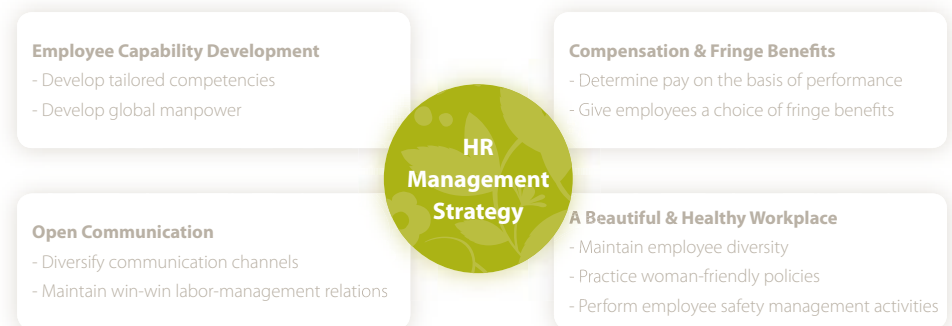 Employee Capability Development
- Develop tailored competencies
- Develop global manpower
Compensation & Fringe Benefits
- Determine pay on the basis of performance
- Give employees a choice of fringe benefits
HR
Management
Strategy
Open Communication
- Diversify communication channels
- Maintain win-win labor-management relations
A Beautiful & Healthy Workplace
- Maintain employee diversity
- Practice woman-friendly policies
- Perform employee safety management activities